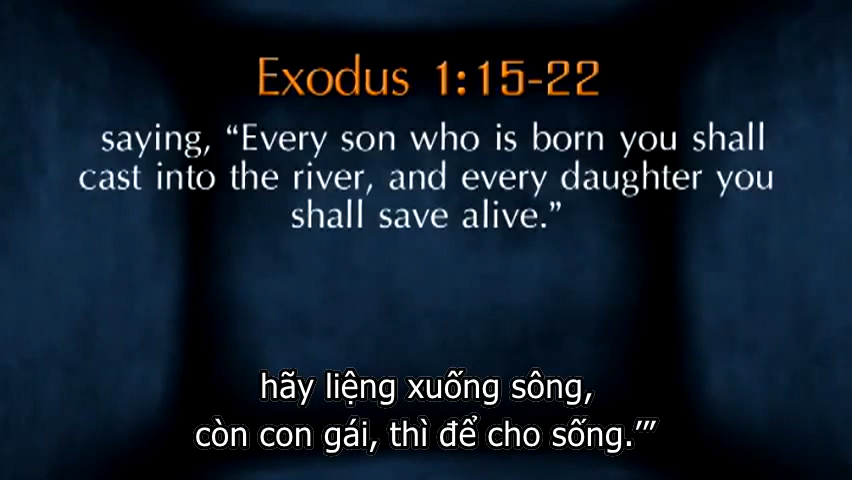 Exodus 1:15-22
saying, “Every son who is born you shall
cast into the river, and every daughter you
shall save alive.”
hãy liệng xuống sông,
còn con gái, thì để cho sống.’”